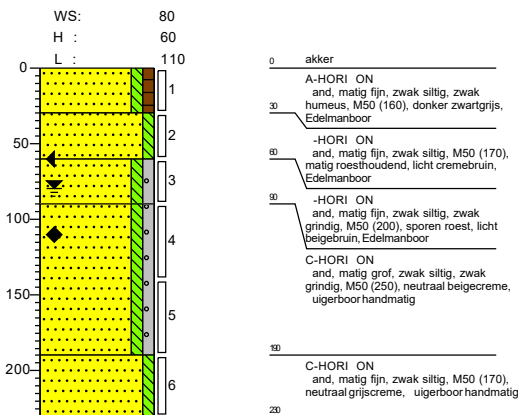 WS: 80
H : 60
L : 110
0
50
100
150
200
1
2
3
4
5
6
0 akker
A-HORI ON
and, matig fijn, zwak siltig, zwak
humeus, M50 (160), donker zwartgrijs,
Edelmanboor
30
-HORI ON
and, matig fijn, zwak siltig, M50 (170),
matig roesthoudend, licht cremebruin,
Edelmanboor
60
-HORI ON
and, matig fijn, zwak siltig, zwak
grindig, M50 (200), sporen roest, licht
beigebruin, Edelmanboor
90
C-HORI ON
and, matig grof, zwak siltig, zwak
grindig, M50 (250), neutraal beigecreme,
uigerboor handmatig
190
C-HORI ON
and, matig fijn, zwak siltig, M50 (170),
neutraal grijscreme, uigerboor handmatig
230